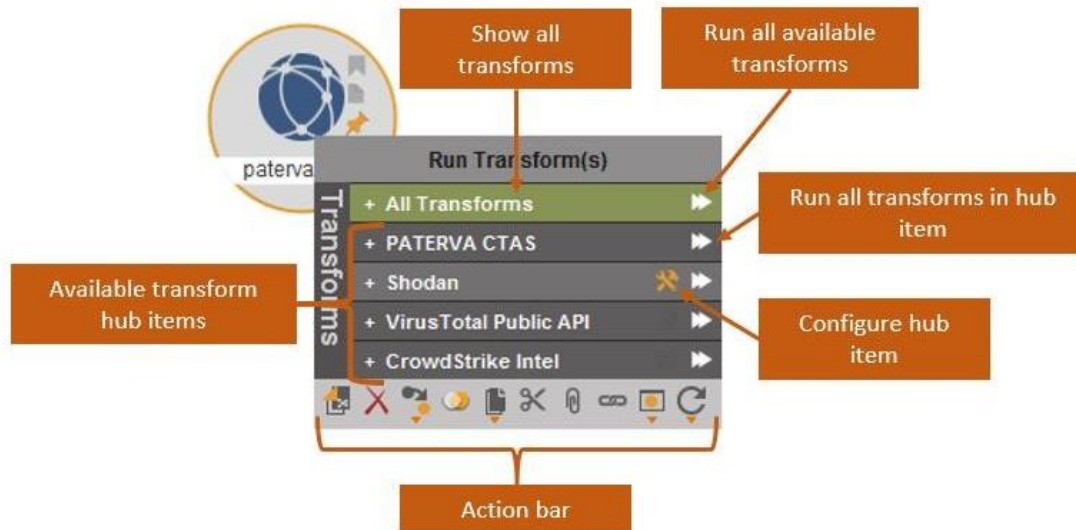 Show all
transforms
Run all available
transforms
paterva
Run Transform(s)
Transforms
+ All Transforms
Run all transforms in hub
item
+ PATERVA CTAS
+ Shodan
Available transform
hub items
+ VirusTotal Public API
Configure hub
item
+ CrowdStrike Intel
Action bar